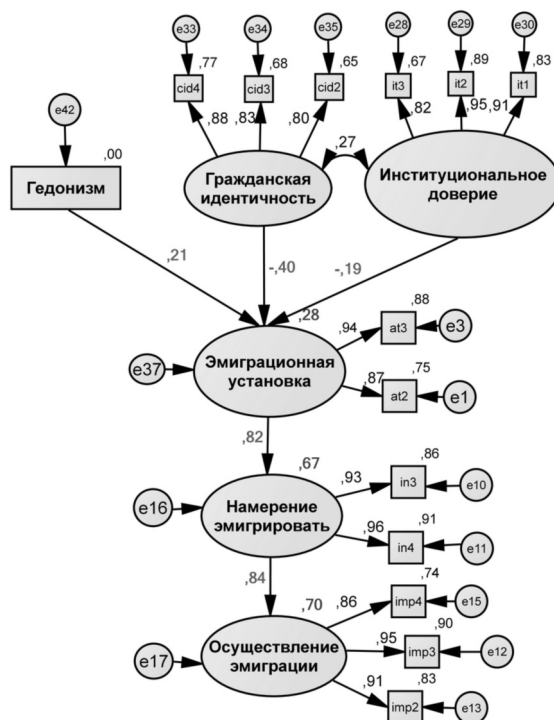 e33
e34
e35
e28
e29
e30
,77
,68
,65
,67
,89
,83
cid4
cid3
cid2
it3
it2
it1
e42
,88
,83
,80
,82
,95
,91
,00
,27
Гедонизм
Гражданская
идентичность
Институциональное
доверие
,21
-,40
-,19
,28
,88
,94
at3
e3
e37
Эмиграционная
установка
,75
,87
at2
e1
,82
,67
,86
,93
in3
e10
e16
Намерение
эмигрировать
,91
,96
in4
e11
,84
,74
,70
,86
imp4
e15
,90
e17
Осуществление
эмиграции
,95
imp3
e12
,83
,91
imp2
e13